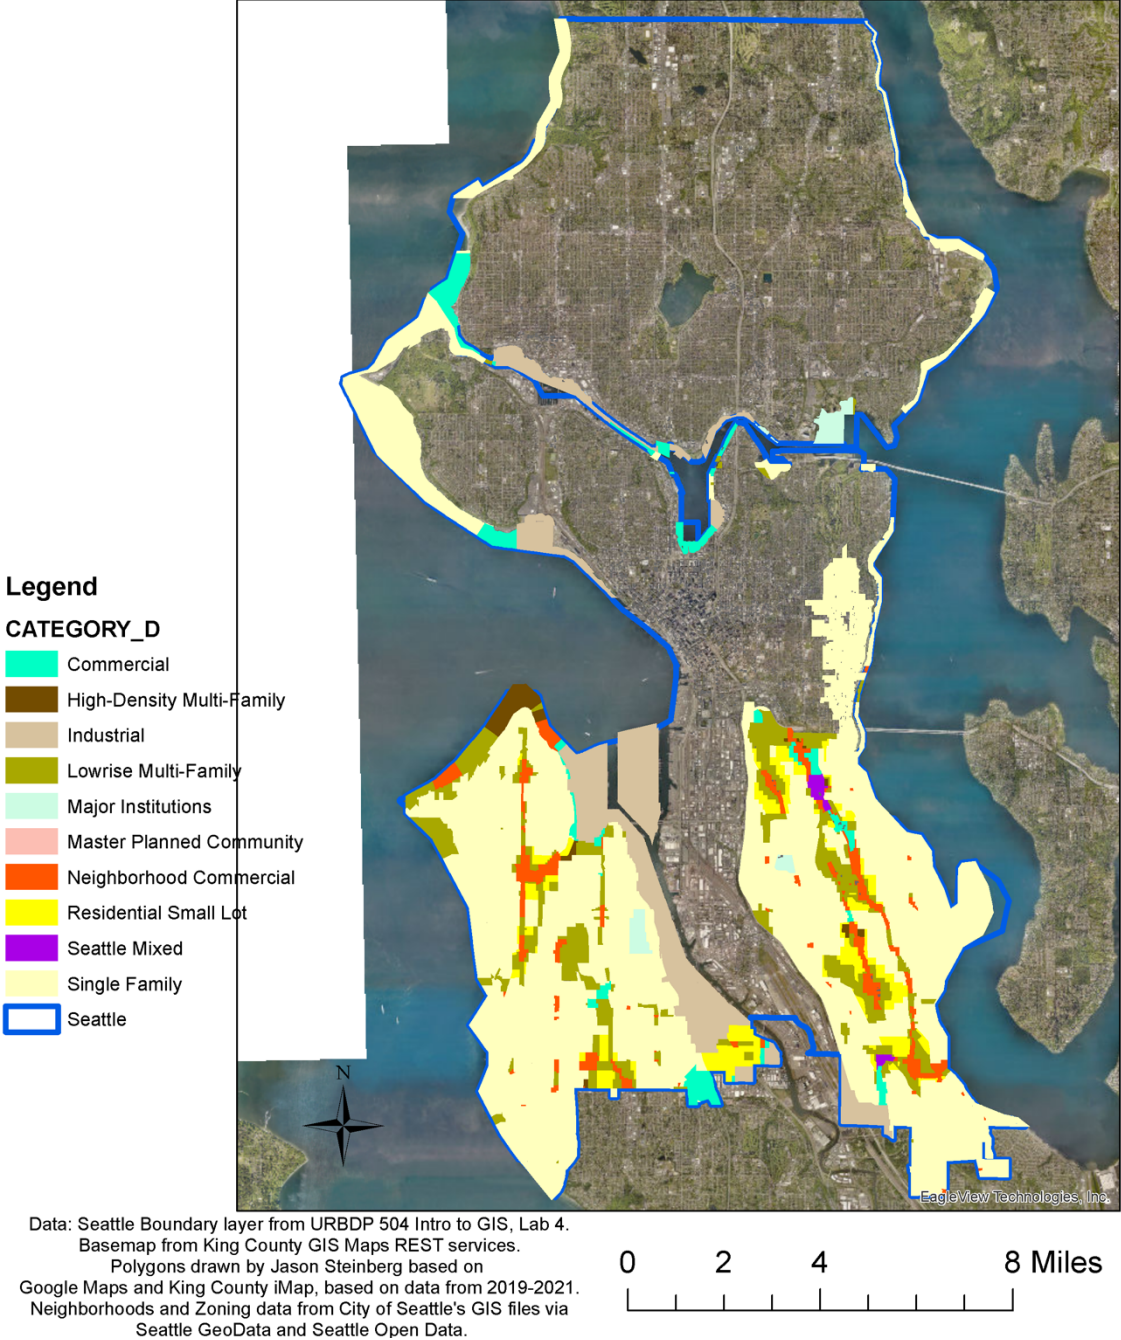 Legend
CATEGORY_D
Commercial
High-Density Multi-Family
Industrial
Lowrise Multi-Family
Major Institutions
Master Planned Community
Neighborhood Commercial
Residential Small Lot
Seattle Mixed
Single Family
Seattle
N
EagleView Technologies, Inc.
Data: Seattle Boundary layer from URBDP 504 Intro to GIS, Lab 4.
Basemap from King County GIS Maps REST services.
Polygons drawn by Jason Steinberg based on
Google Maps and King County iMap, based on data from 2019-2021.
Neighborhoods and Zoning data from City of Seattle's GIS files via
Seattle GeoData and Seattle Open Data.
0 2 4 8 Miles